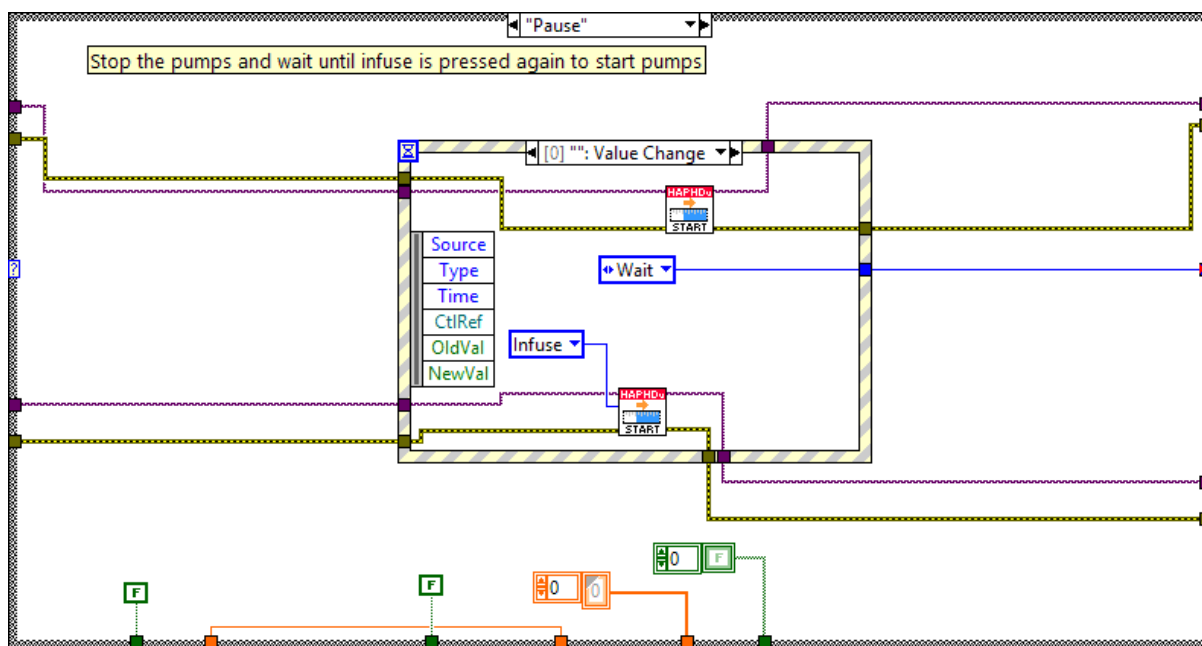 "Pause"
Stop the pumps and wait until infuse is pressed again to start pumps
[0] "": Value Change
HAPHDu
START
Source
Type
Time
CtlRef
OldVal
NewVal
Wait
Infuse
HAPHDu
START
?
0
F
F
F
0
0